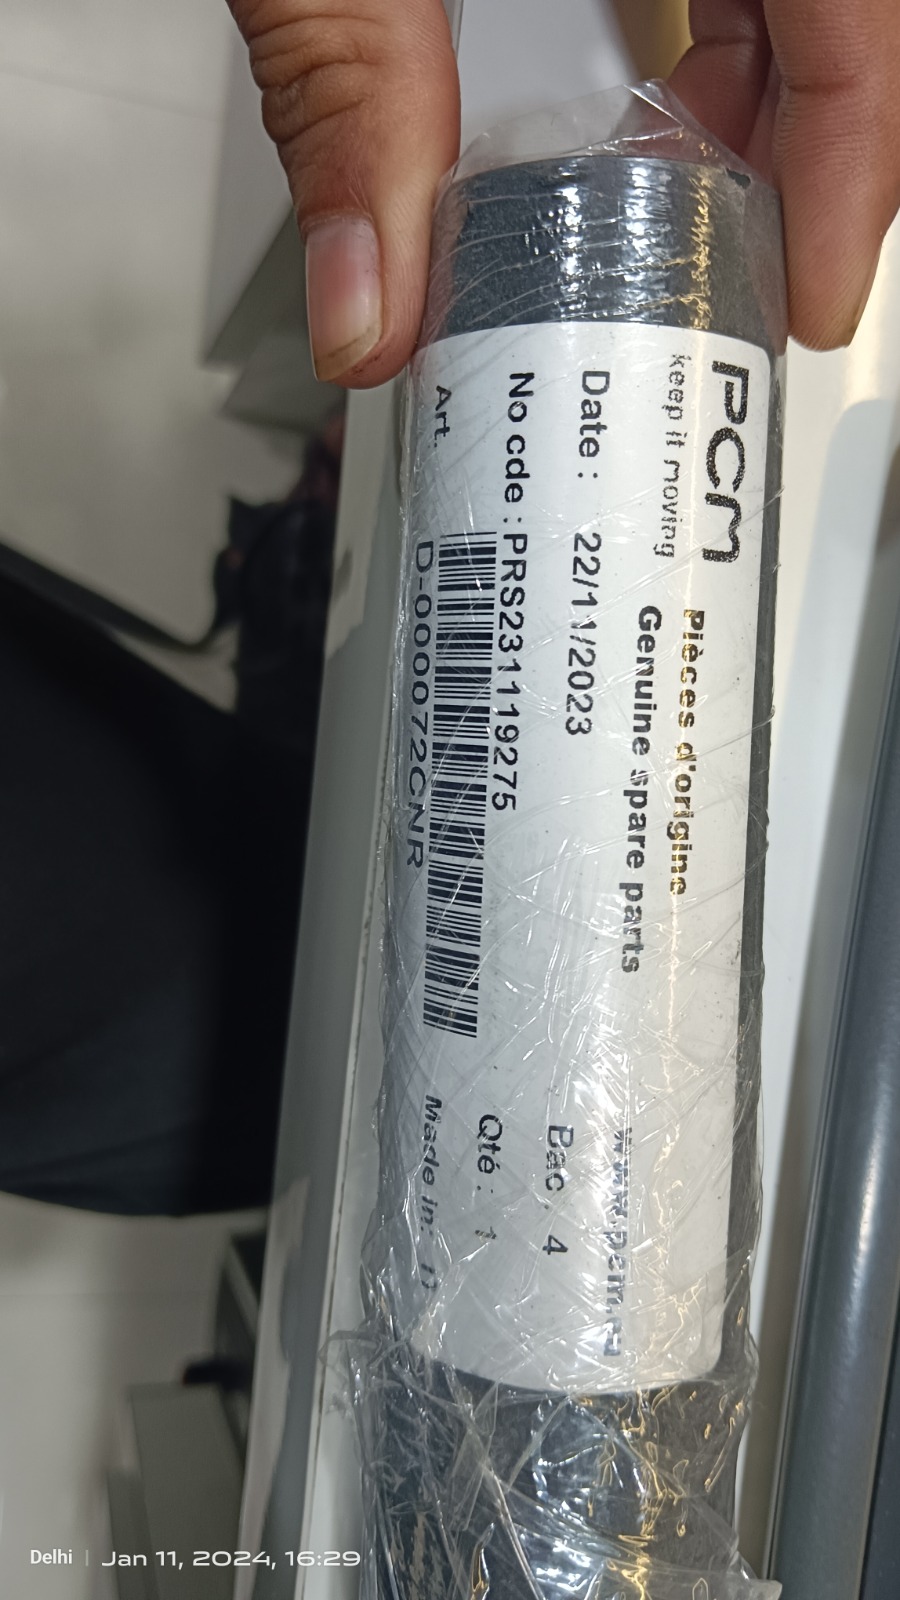 PCM
keep it moving
Pièces d'origine
Genuine spare parts
Date : 22/11/2023
Bac 4
No cde : PRS231119275
Qté : 1
Art.
D-000072CNR
Made in:
Delhi | Jan 11, 2024, 16:29